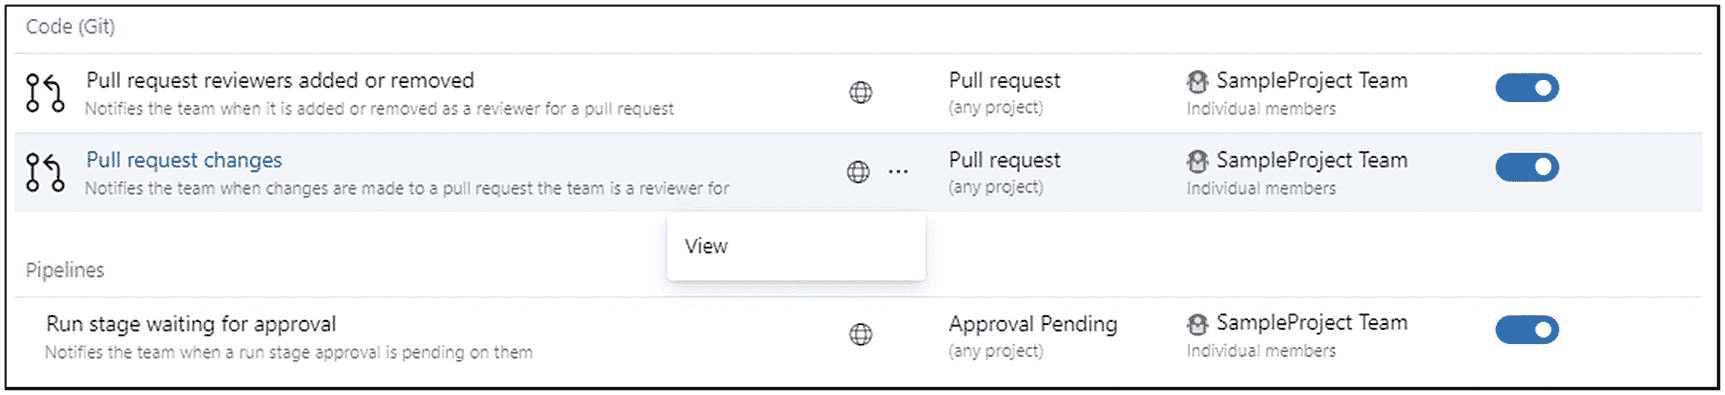 Code (Git)
Pull request reviewers added or removed
Notifies the team when it is added or removed as a reviewer for a pull request
Pull request
(any project)
SampleProject Team
Individual members
Pull request changes
Notifies the team when changes are made to a pull request the team is a reviewer for
...
Pull request
(any project)
SampleProject Team
Individual members
View
Pipelines
Run stage waiting for approval
Notifies the team when a run stage approval is pending on them
Approval Pending
(any project)
SampleProject Team
Individual members